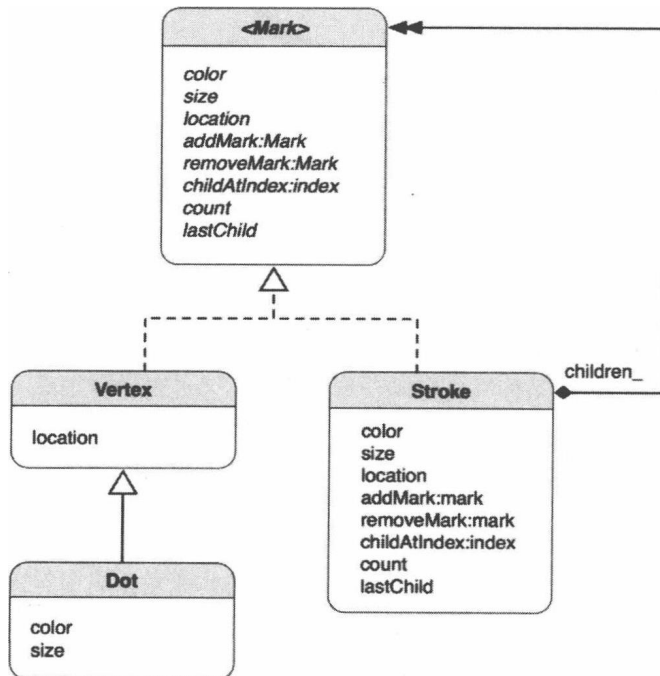 <Mark>
color
size
location
addMark:Mark
removeMark:Mark
childAtIndex:index
count
lastChild
children_
Vertex
location
Stroke
color
size
location
addMark:mark
removeMark:mark
childAtIndex:index
count
lastChild
Dot
color
size